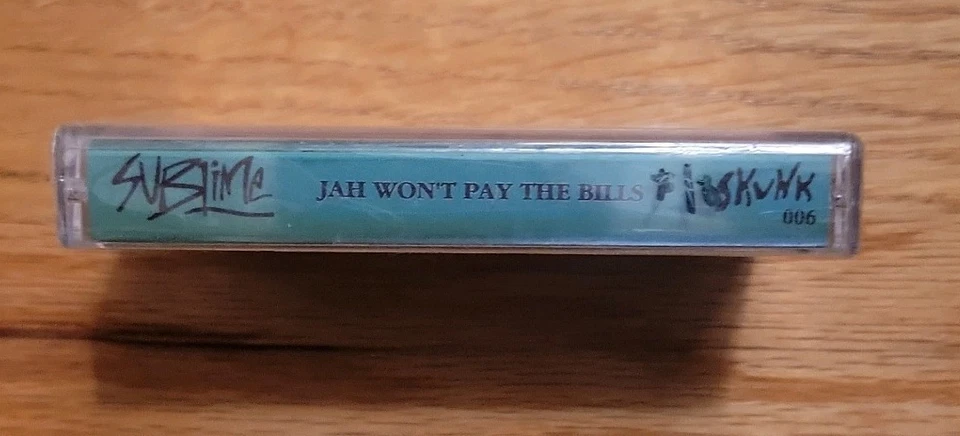 SUBLIME
JAH WON'T PAY THE BILLS
SKUNK
006